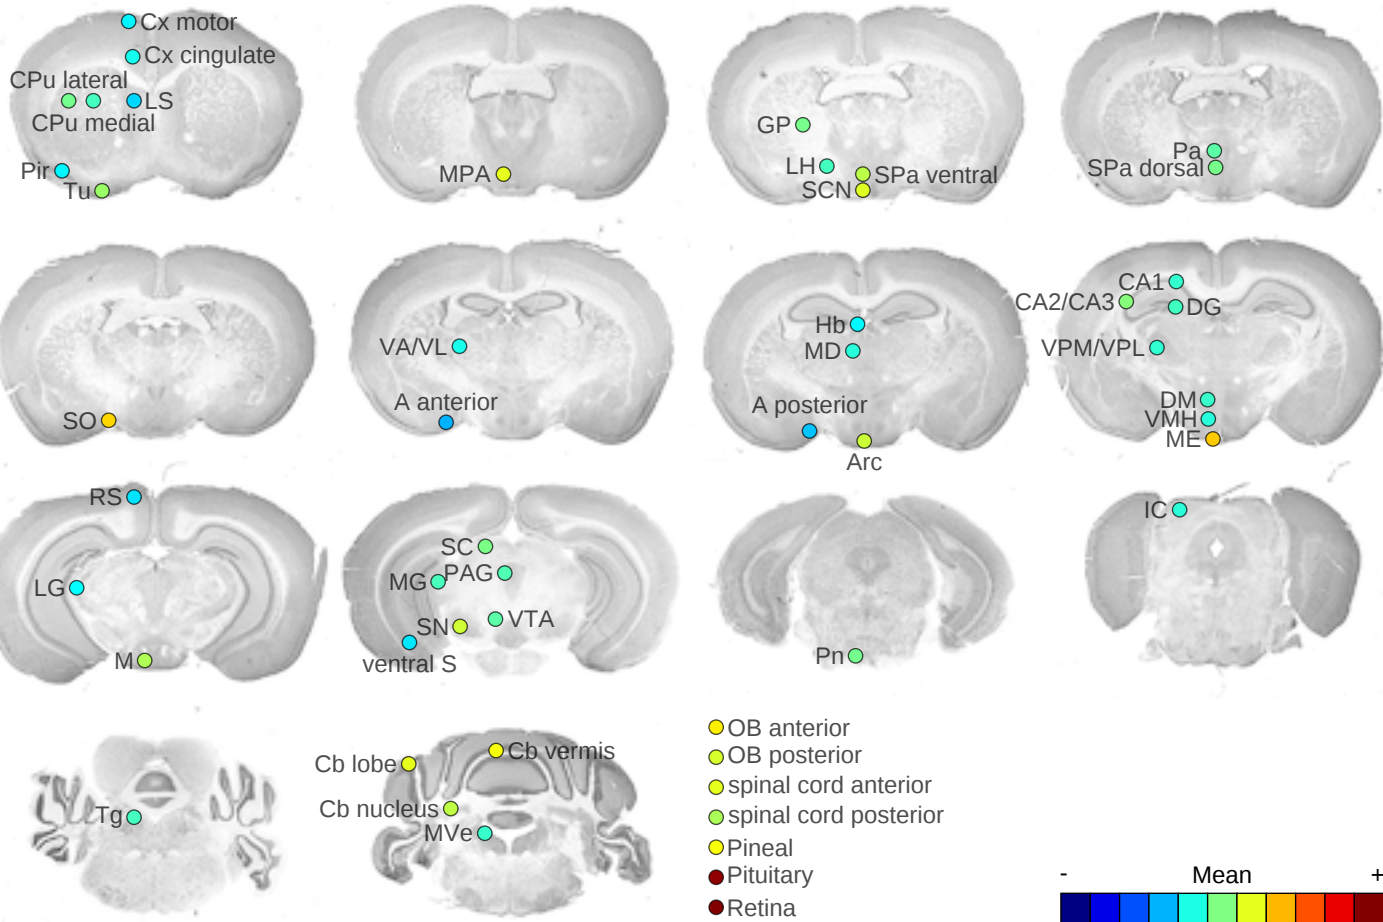 Cx motor
Cx cingulate
CPu lateral
LS
CPu medial
Pir
Tu
MPA
GP
LH
SPa ventral
SCN
Pa
SPa dorsal
SO
VA/VL
A anterior
Hb
MD
A posterior
Arc
CA1
CA2/CA3
DG
VPM/VPL
DM
VMH
ME
RS
LG
M
SC
PAG
MG
VTA
SN
ventral S
Pn
IC
Tg
Cb vermis
Cb lobe
Cb nucleus
MVe
OB anterior
OB posterior
spinal cord anterior
spinal cord posterior
Pineal
Pituitary
Retina
- Mean +